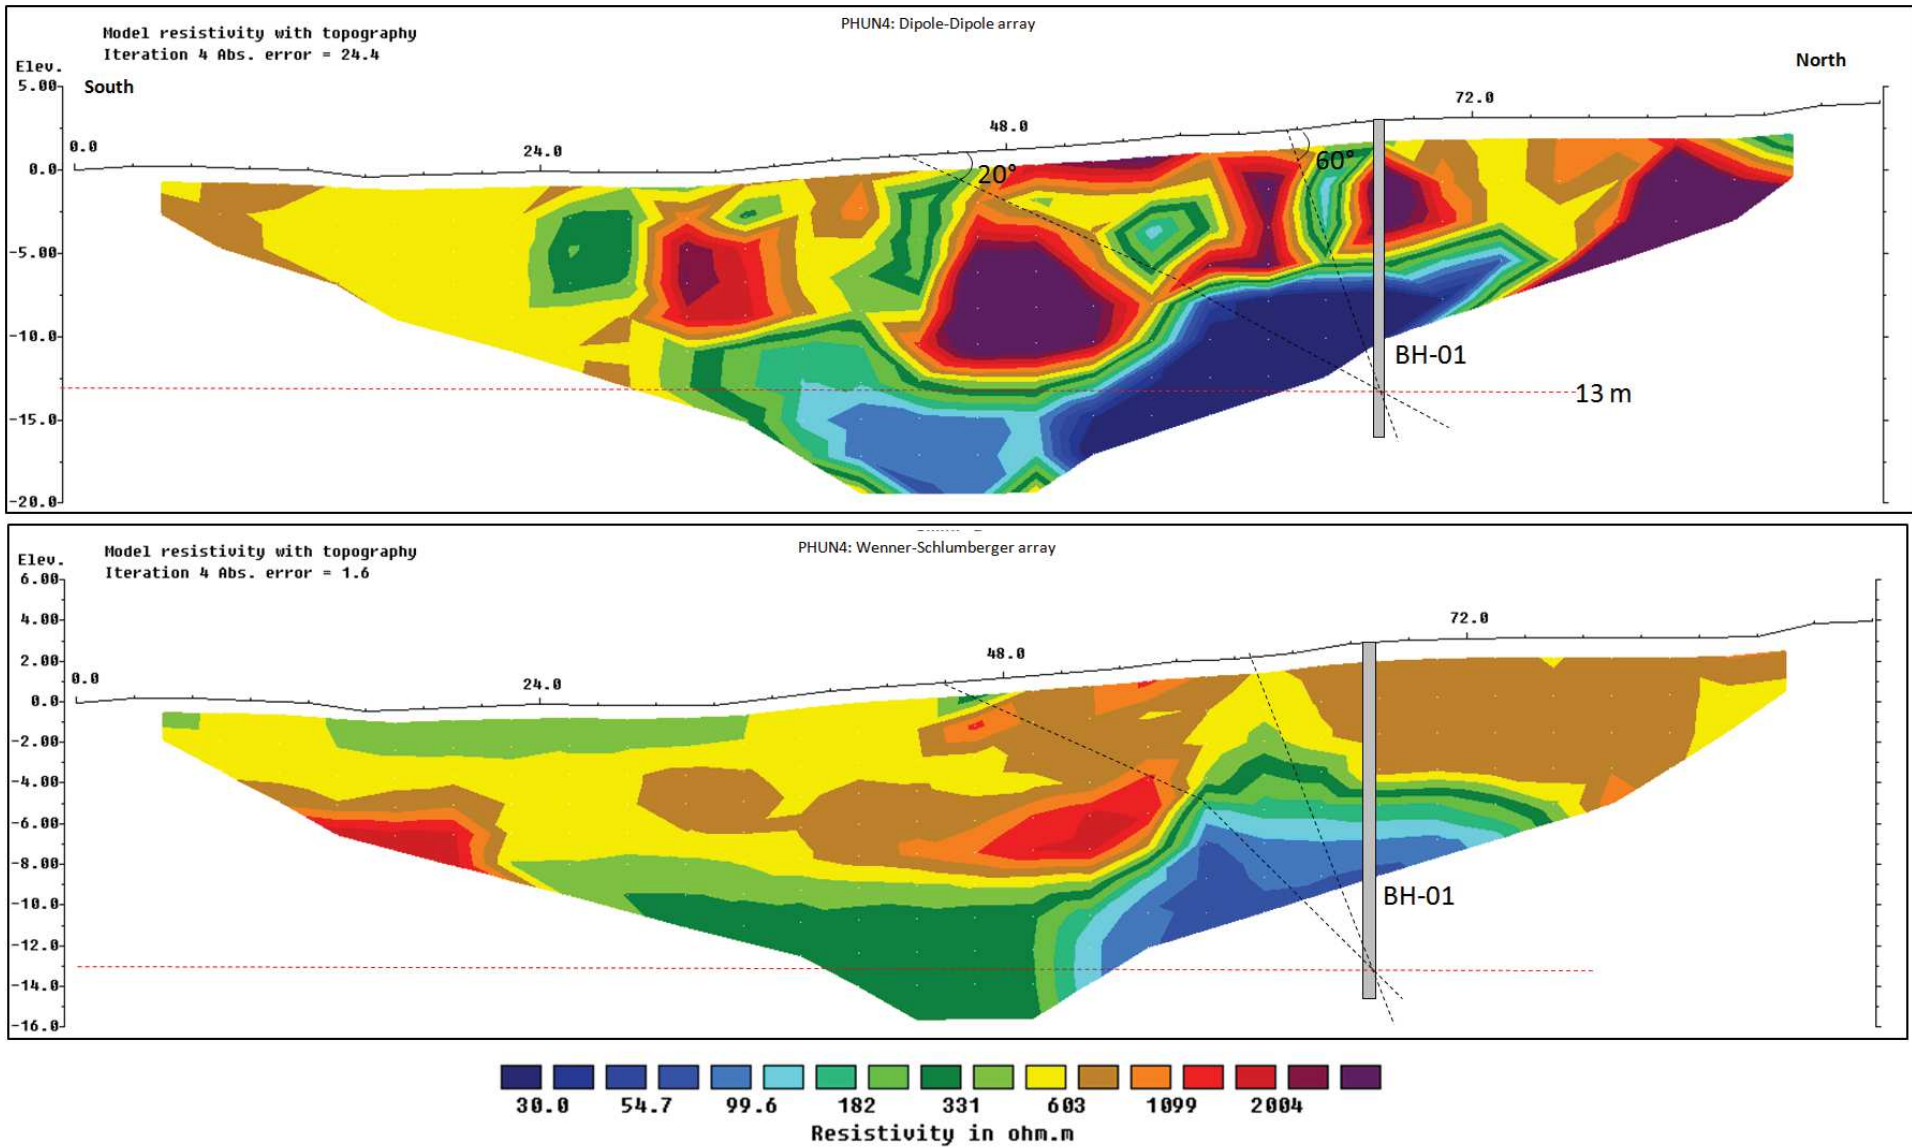 PHUN4: Dipole-Dipole array
Model resistivity with topography
Iteration 4 Abs. error = 24.4
Elev.
5.00
South
North
72.0
48.0
0.0
24.0
0.0
20°
60°
-5.00
-10.0
BH-01
13 m
-15.0
-20.0
PHUN4: Wenner-Schlumberger array
Model resistivity with topography
Iteration 4 Abs. error = 1.6
Elev.
6.00
4.00
72.0
2.00
48.0
0.0
24.0
0.0
-2.00
-4.00
-6.00
-8.00
BH-01
-10.0
-12.0
-14.0
-16.0
30.0 54.7 99.6 182 331 603 1099 2004
Resistivity in ohm.m